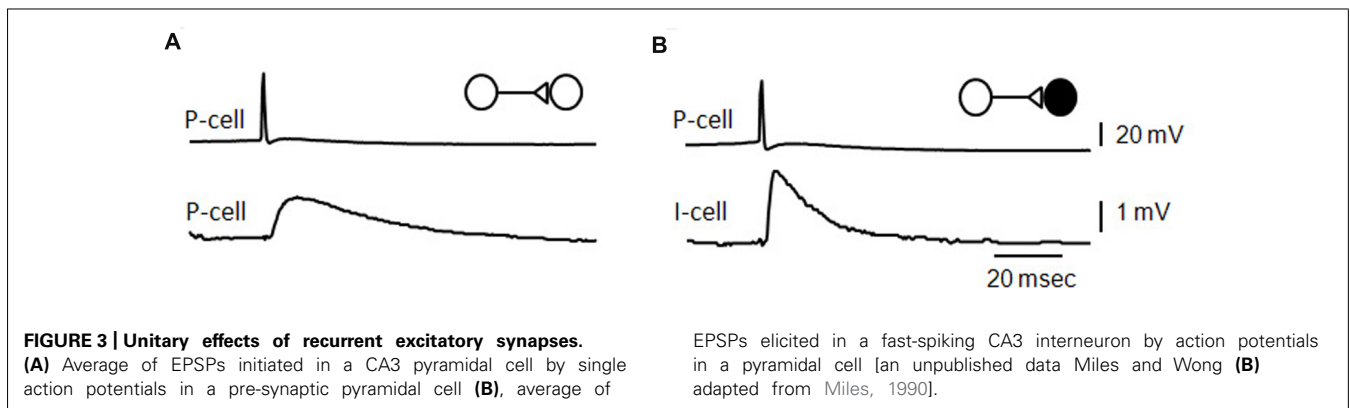 A
P-cell
P-cell
B
P-cell
20 mV
I-cell
1 mV
20 msec
FIGURE 3 | Unitary effects of recurrent excitatory synapses.
(A) Average of EPSPs initiated in a CA3 pyramidal cell by single
action potentials in a pre-synaptic pyramidal cell (B), average of
EPSPs elicited in a fast-spiking CA3 interneuron by action potentials
in a pyramidal cell [an unpublished data Miles and Wong (B)
adapted from Miles, 1990].